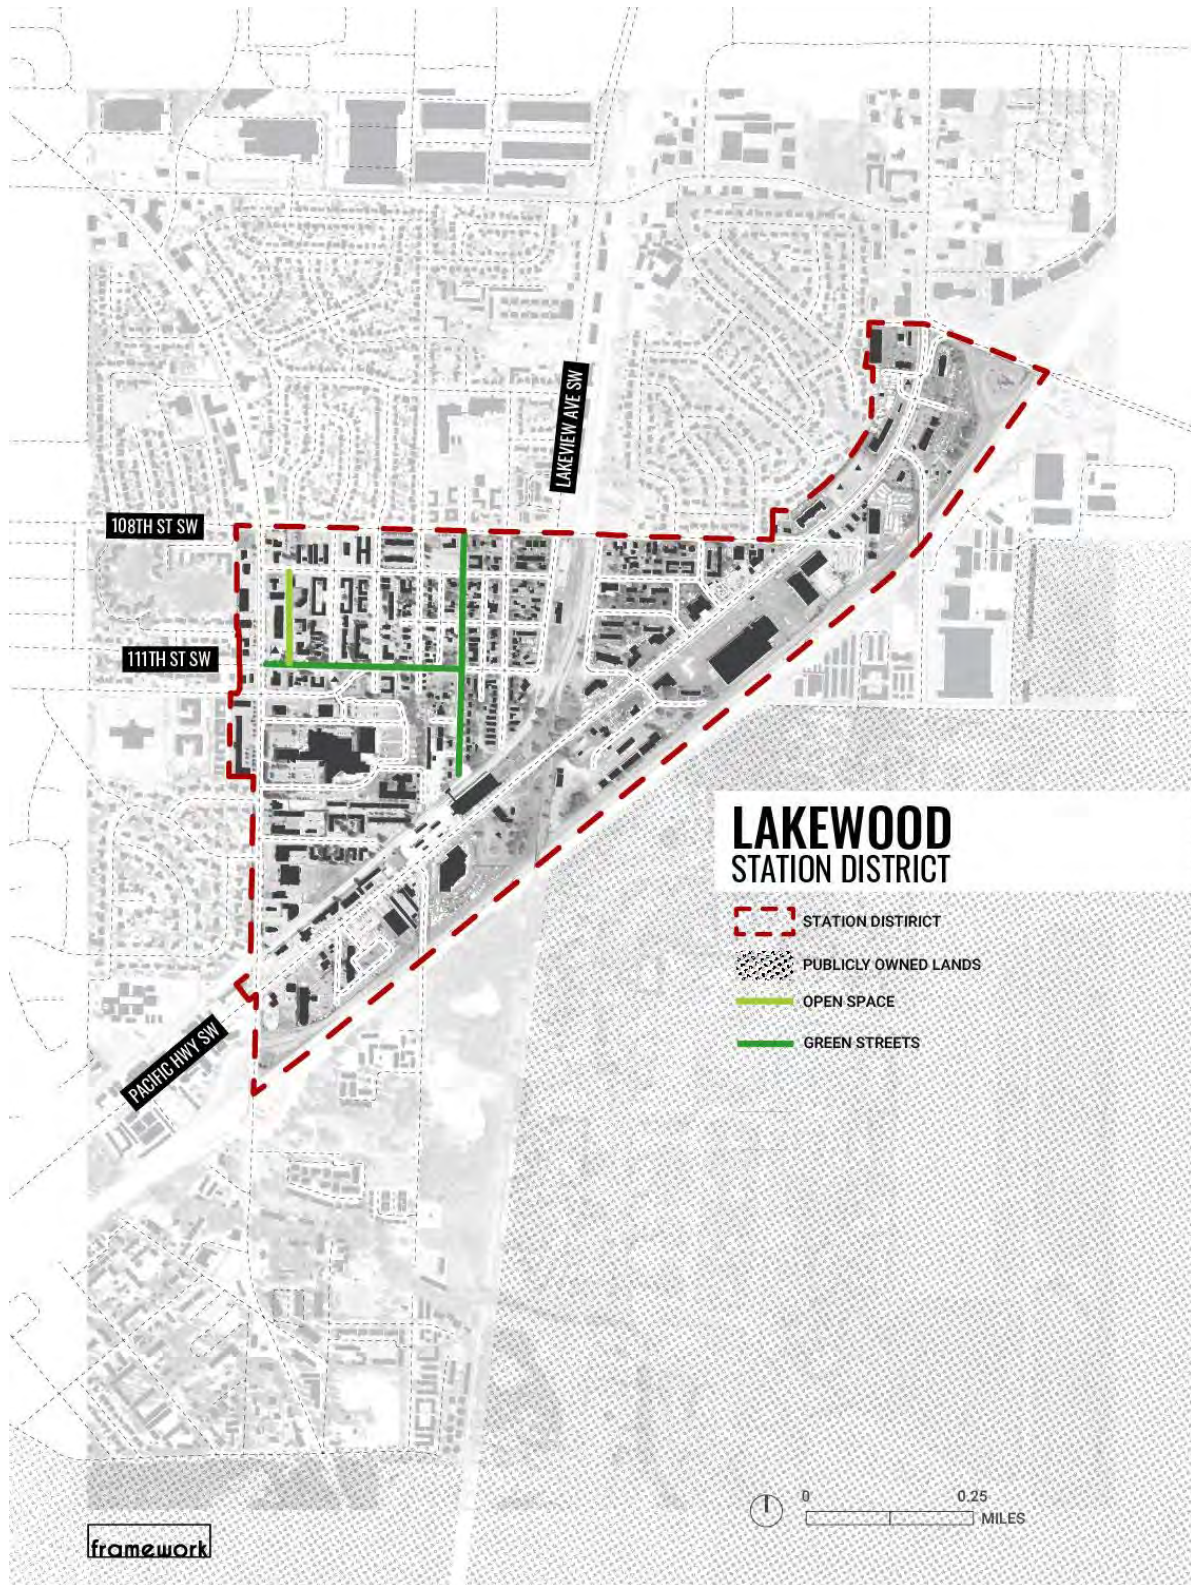 LAKEVIEW AVE SW
108TH ST SW
111TH ST SW
LAKEWOOD
STATION DISTRICT
STATION DISTIRICT
PUBLICLY OWNED LANDS
OPEN SPACE
GREEN STREETS
PACIFIC HWY SW
0 0.25
MILES
framework